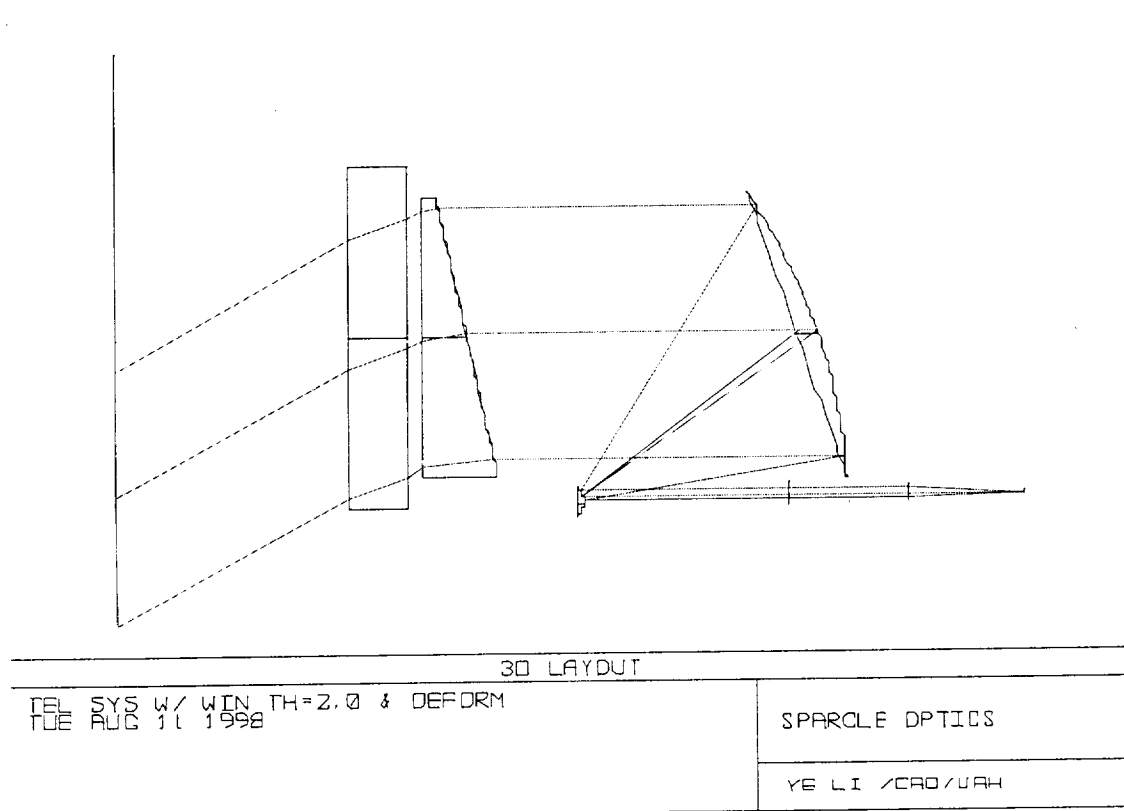 3D LAYOUT
TEL SYS W/ WIN TH=2.0 & DEFORM
TUE AUG 11 1998
SPARCLE OPTICS
YE LI /CAO/UAH